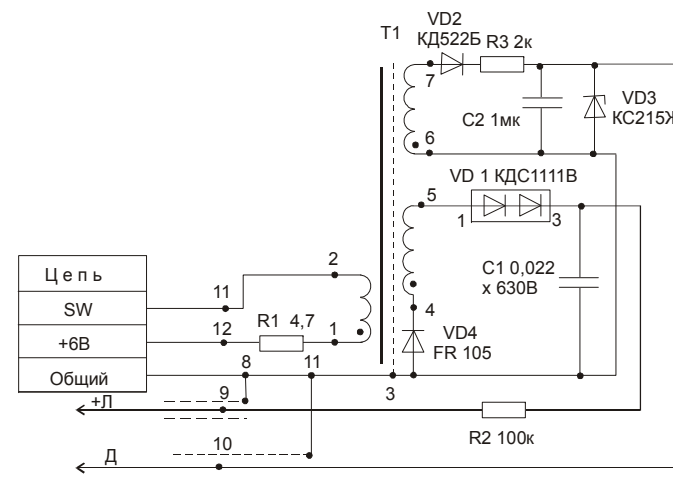 VD2
КД522Б
T1
R3 2к
7
C2 1мк
VD3
КС215Ж
6
VD 1 КДС1111В
5
1
3
2
C1 0,022
х 630В
Цепь
SW
11
+6В
12
R1 4,7
1
4
VD4
FR 105
Общий
8
11
3
+Л
9
R2 100к
10
Д